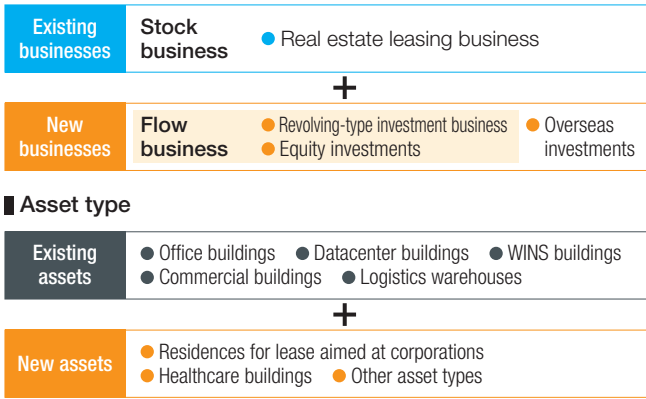 Existing businesses
Stock business
● Real estate leasing business
+
New businesses
Flow business
● Revolving-type investment business
● Equity investments
● Overseas investments
+
Asset type
Existing assets
● Office buildings ● Datacenter buildings ● WINS buildings
● Commercial buildings ● Logistics warehouses
+
New assets
● Residences for lease aimed at corporations
● Healthcare buildings ● Other asset types